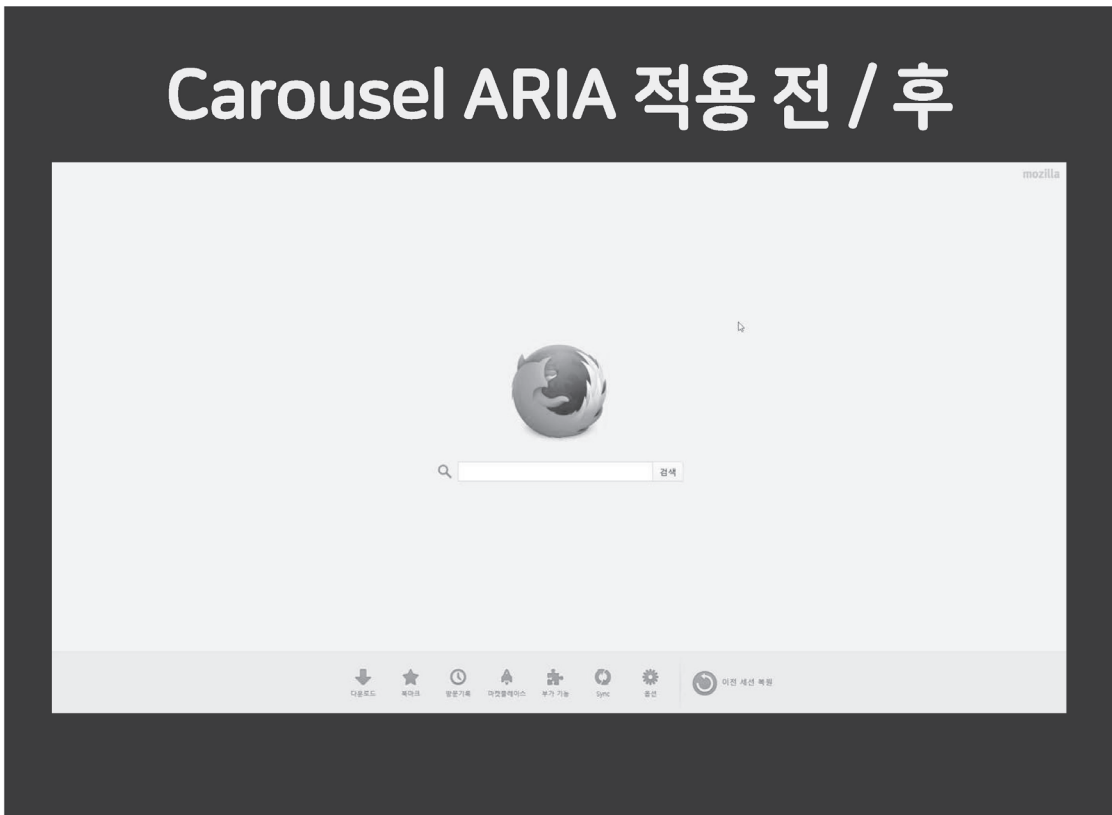 Carousel ARIA 적용 전 / 후
mozilla
검색
다운로드
북마크
방문기록
마켓플레이스
부가 기능
Sync
옵션
이전 세션 복원